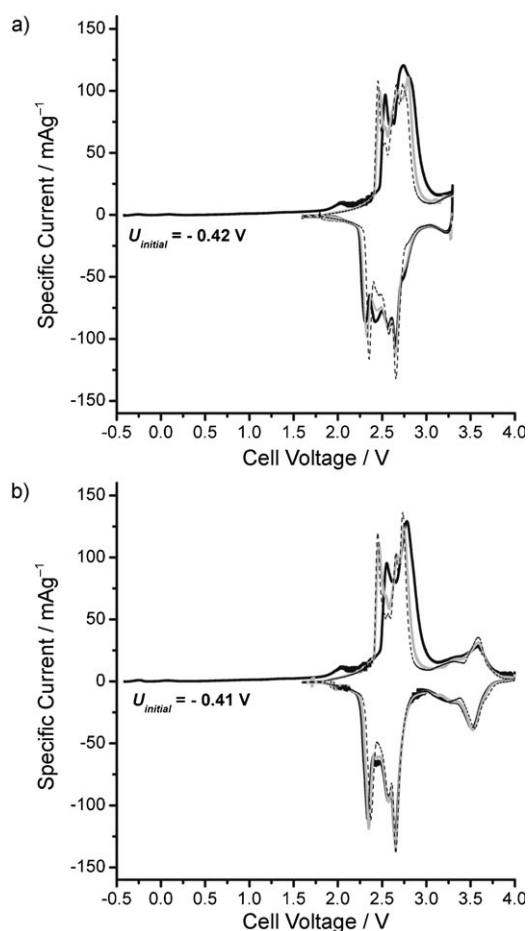 a)
150
100
50
0
-50
-100
-150
Specific Current / mAg⁻¹
U_initial = - 0.42 V
-0.5 0.0 0.5 1.0 1.5 2.0 2.5 3.0 3.5 4.0
Cell Voltage / V
b)
150
100
50
0
-50
-100
-150
Specific Current / mAg⁻¹
U_initial = - 0.41 V
-0.5 0.0 0.5 1.0 1.5 2.0 2.5 3.0 3.5 4.0
Cell Voltage / V